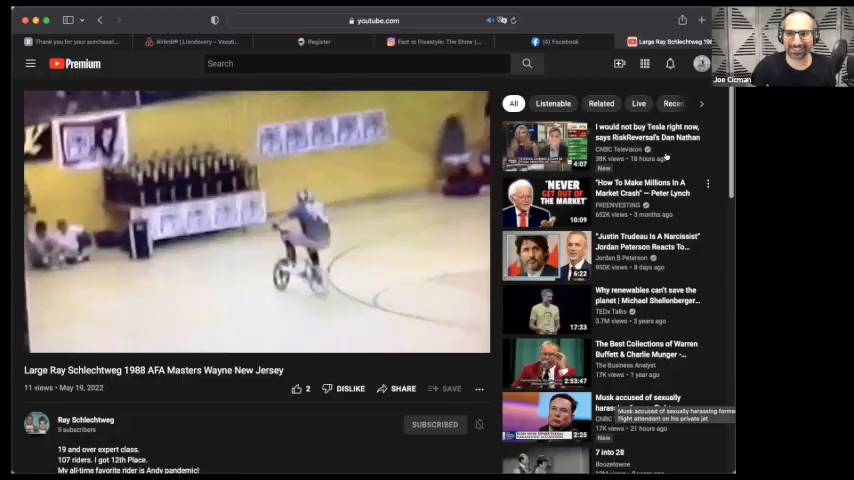 youtube.com
Thank you for your purchase!...
Airbnb® | Llandovery – Vacati...
Register
Fact or Freestyle: The Show (...
(4) Facebook
Large Ray Schlechtweg 198
Premium
Search
Joe Cicman
All
Listenable
Related
Live
Recen
I would not buy Tesla right now,
says RiskReversal's Dan Nathan
CNBC Television
38K views • 18 hours ago
New
4:07
"How To Make Millions In A
Market Crash" — Peter Lynch
FREENVESTING
652K views • 3 months ago
"NEVER
GET OUT OF
THE MARKET"
10:09
"Justin Trudeau Is A Narcissist"
Jordan Peterson Reacts To...
Jordan B Peterson
950K views • 8 days ago
6:22
Why renewables can't save the
planet | Michael Shellenberger...
TEDx Talks
3.7M views • 3 years ago
17:33
The Best Collections of Warren
Buffett & Charlie Munger -...
The Business Analyst
17K views • 1 year ago
2:53:47
Musk accused of sexually
Musk accused of sexually harassing former
flight attendant on his private jet
CNBC
17K views • 21 hours ago
New
2:25
7 into 28
Boozetowne
Large Ray Schlechtweg 1988 AFA Masters Wayne New Jersey
11 views • May 19, 2022
2
DISLIKE
SHARE
SAVE
Ray Schlechtweg
5 subscribers
SUBSCRIBED
19 and over expert class.
107 riders. I got 12th Place.
My all-time favorite rider is Andy pandemic!